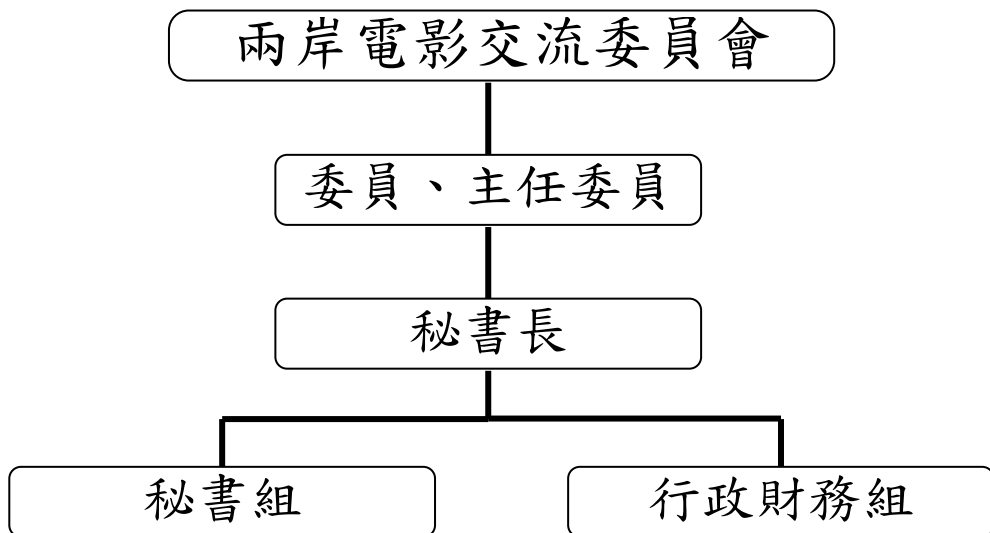 兩岸電影交流委員會
委員、主任委員
秘書長
秘書組
行政財務組